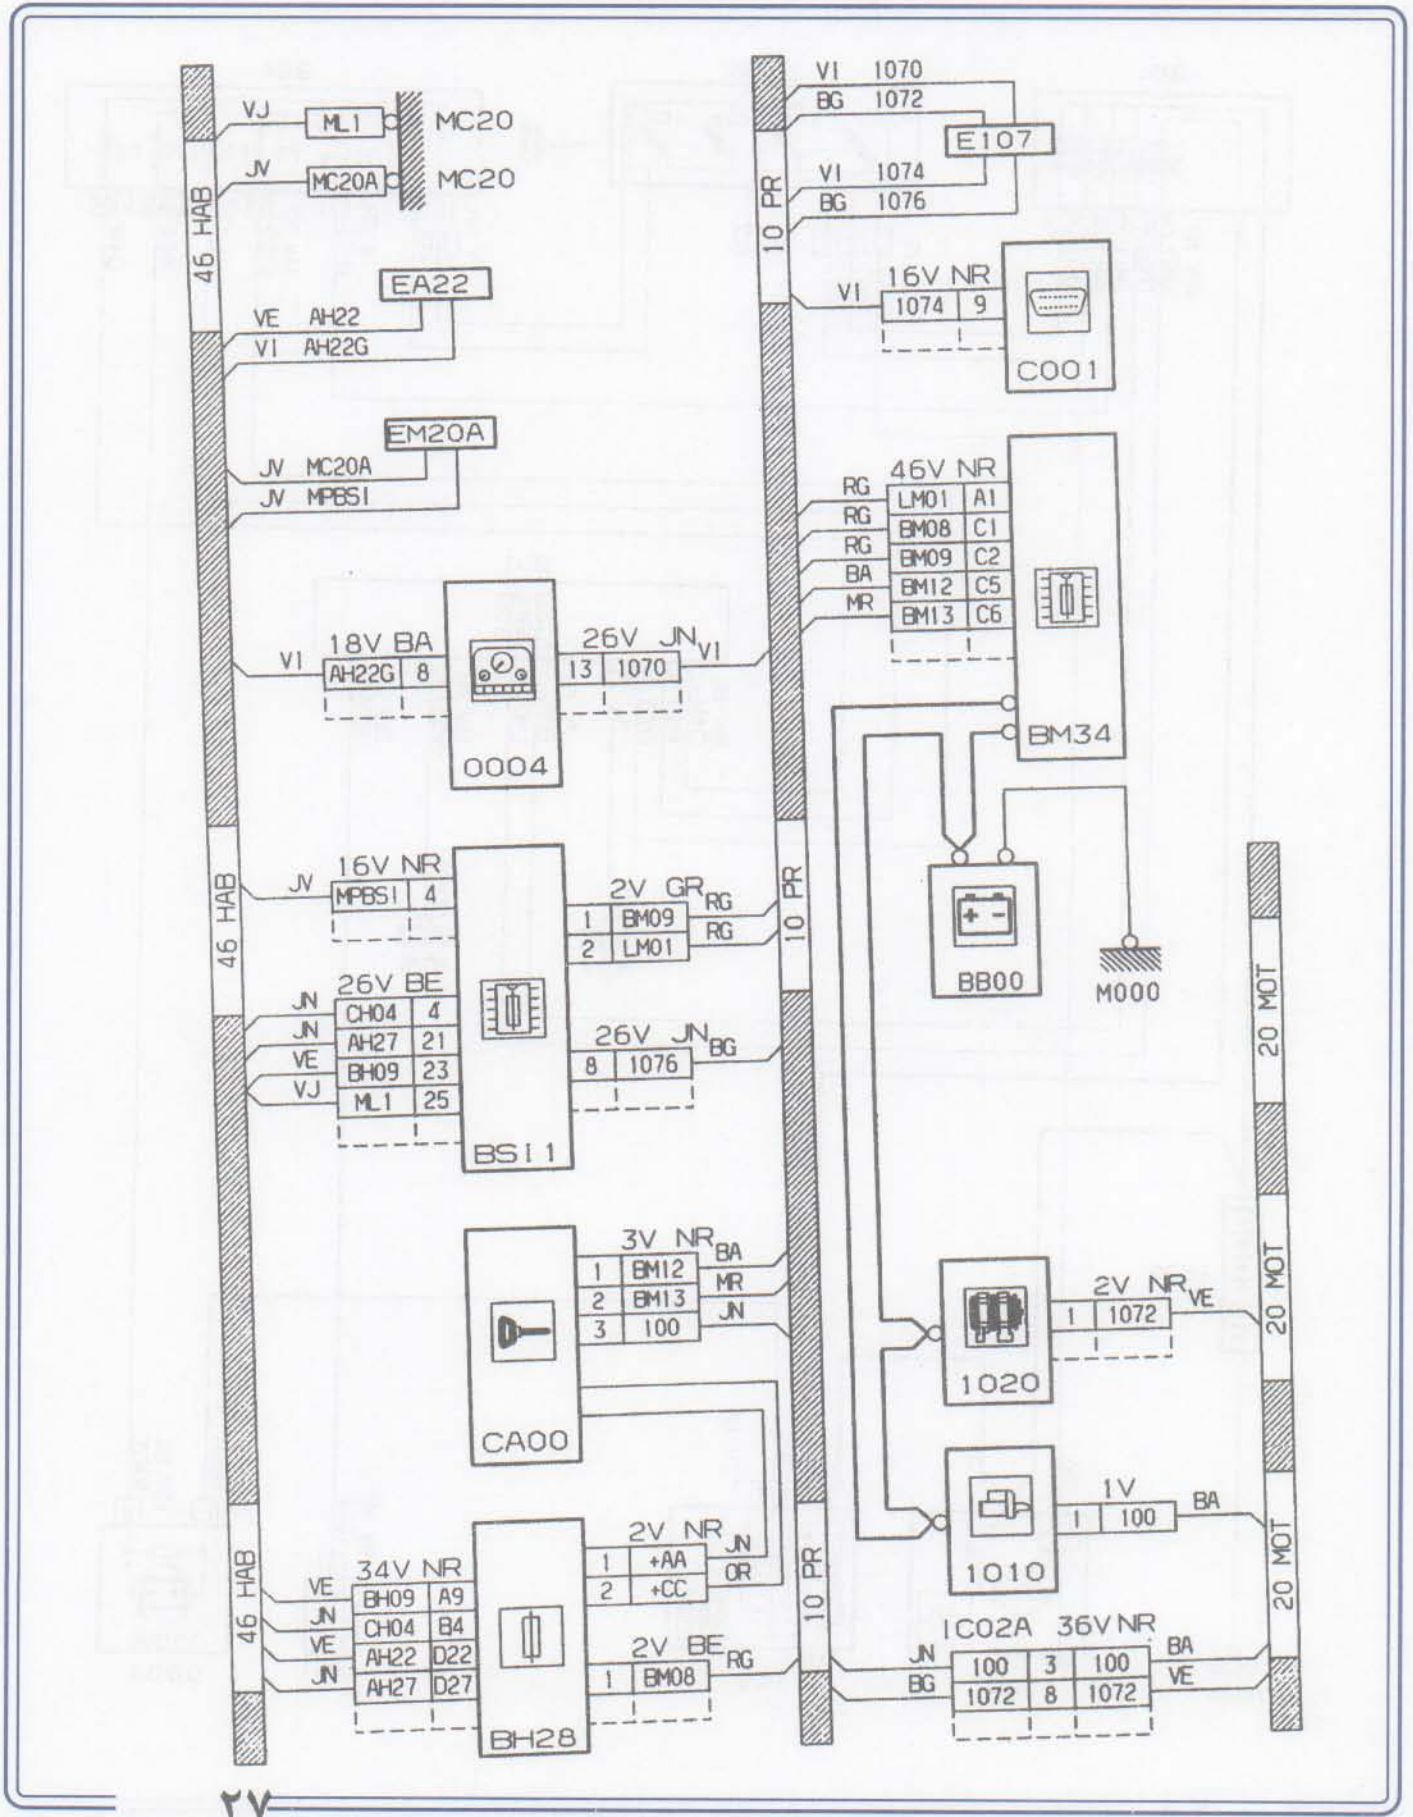 46 HAB
VJ ML1 MC20
JV MC20A MC20
EA22
VE AH22
VI AH22G
EM20A
JV MC20A
JV MPBSI
18V BA
VI AH22G 8
0004
26V JN
13 1070 VI
46 HAB
16V NR
JV MPBSI 4
26V BE
JN CH04 4
JN AH27 21
VE BH09 23
VJ ML1 25
BSI1
2V GR
1 BM09 RG
2 LM01 RG
26V JN
8 1076 BG
CA00
3V NR
1 BM12 BA
2 BM13 MR
3 100 JN
46 HAB
34V NR
VE BH09 A9
JN CH04 B4
VE AH22 D22
JN AH27 D27
BH28
2V NR
1 +AA JN
2 +CC OR
2V BE
1 BM08 RG
10 PR
VI 1070
BG 1072
E107
VI 1074
BG 1076
16V NR
VI 1074 9
C001
46V NR
RG LM01 A1
RG BM08 C1
RG BM09 C2
BA BM12 C5
MR BM13 C6
BM34
10 PR
+ -
BB00
M000
20 MOT
20 MOT
2V NR
1 1072 VE
1020
1V
1 100 BA
1010
20 MOT
10 PR
1C02A 36V NR
JN 100 3 100 BA
BG 1072 8 1072 VE
۲۷